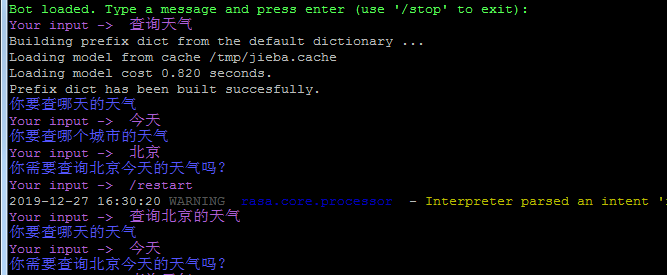 Bot loaded. Type a message and press enter (use '/stop' to exit):
Your input ->  查询天气
Building prefix dict from the default dictionary ...
Loading model from cache /tmp/jieba.cache
Loading model cost 0.820 seconds.
Prefix dict has been built succesfully.
你要查哪天的天气
Your input ->  今天
你要查哪个城市的天气
Your input ->  北京
你需要查询北京今天的天气吗?
Your input ->  /restart
2019-12-27 16:30:20 WARNING  rasa.core.processor  - Interpreter parsed an intent '
Your input ->  查询北京的天气
你要查哪天的天气
Your input ->  今天
你需要查询北京今天的天气吗?